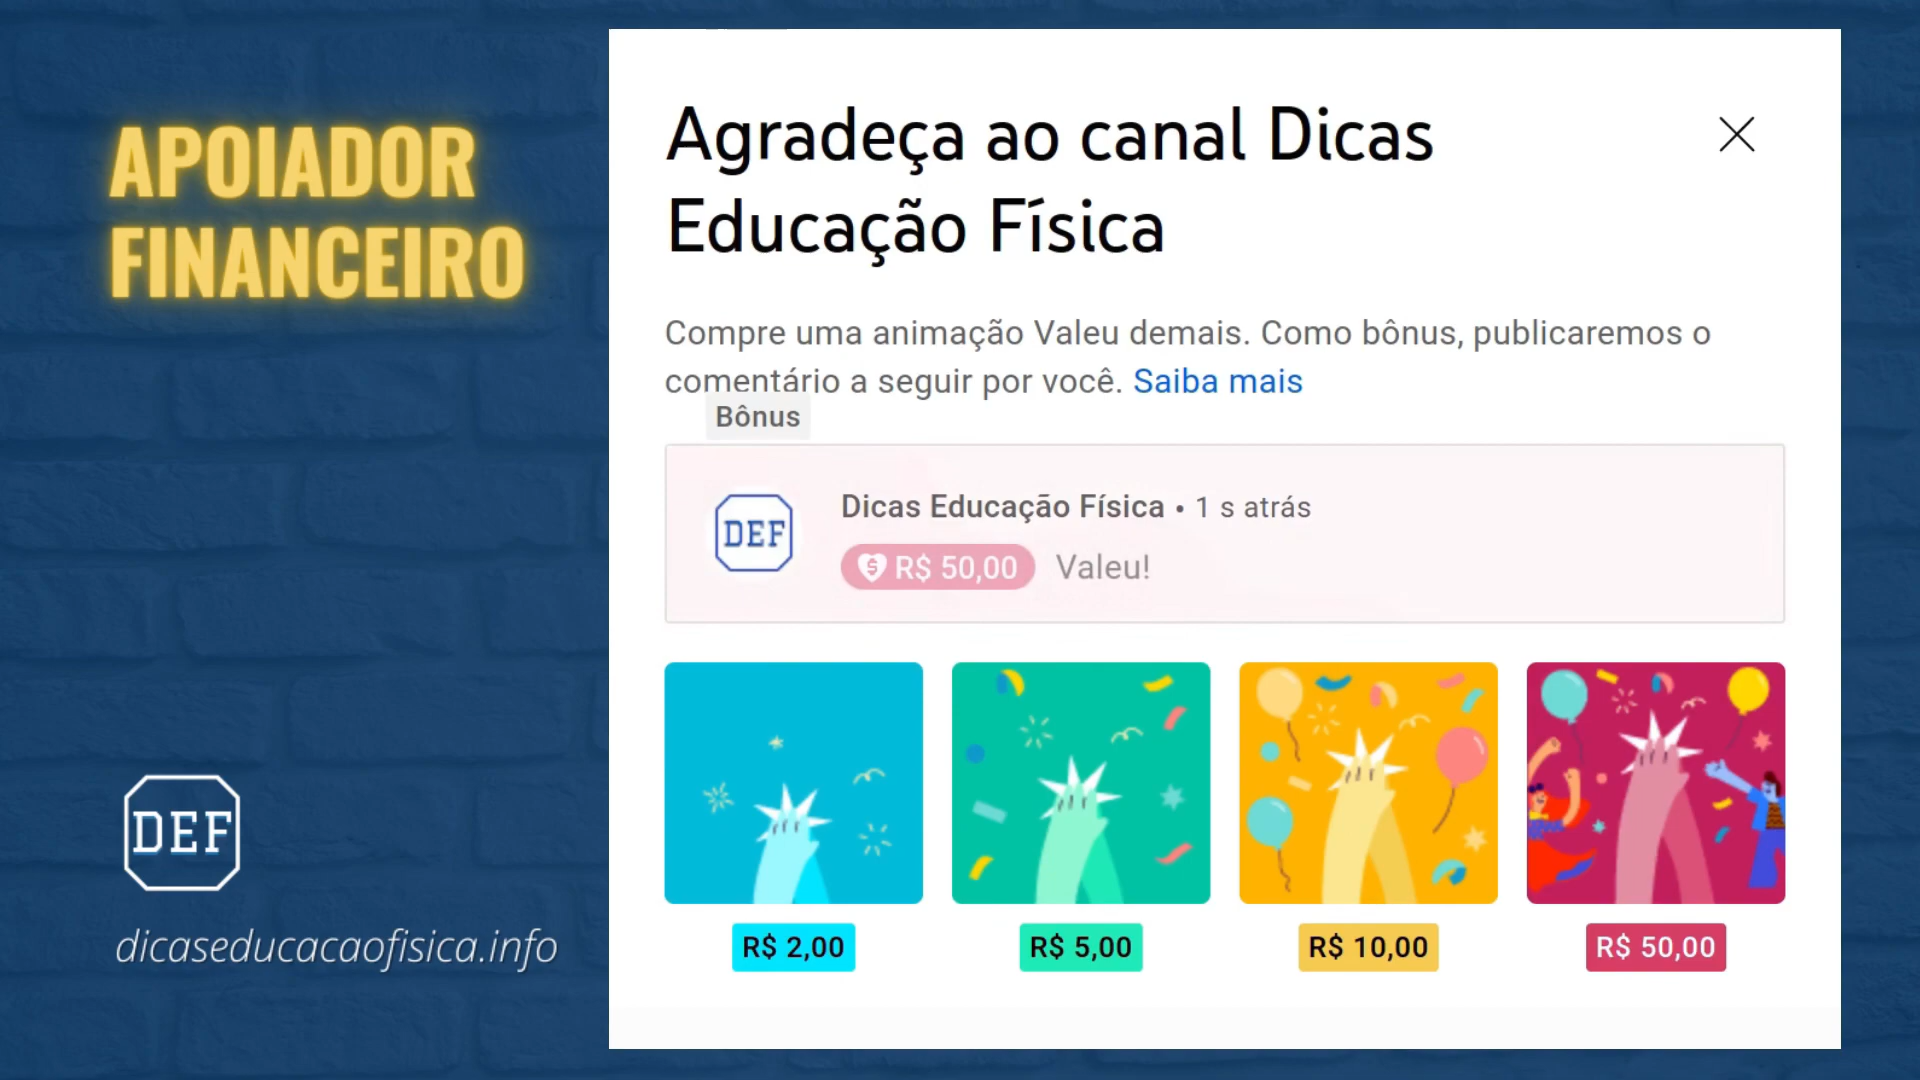 APOIADOR
FINANCEIRO
DEF
dicaseducacaofisica.info
Agradeça ao canal Dicas
Educação Física
Compre uma animação Valeu demais. Como bônus, publicaremos o
comentário a seguir por você. Saiba mais
Bônus
DEF
Dicas Educação Física • 1 s atrás
R$ 50,00 Valeu!
R$ 2,00
R$ 5,00
R$ 10,00
R$ 50,00